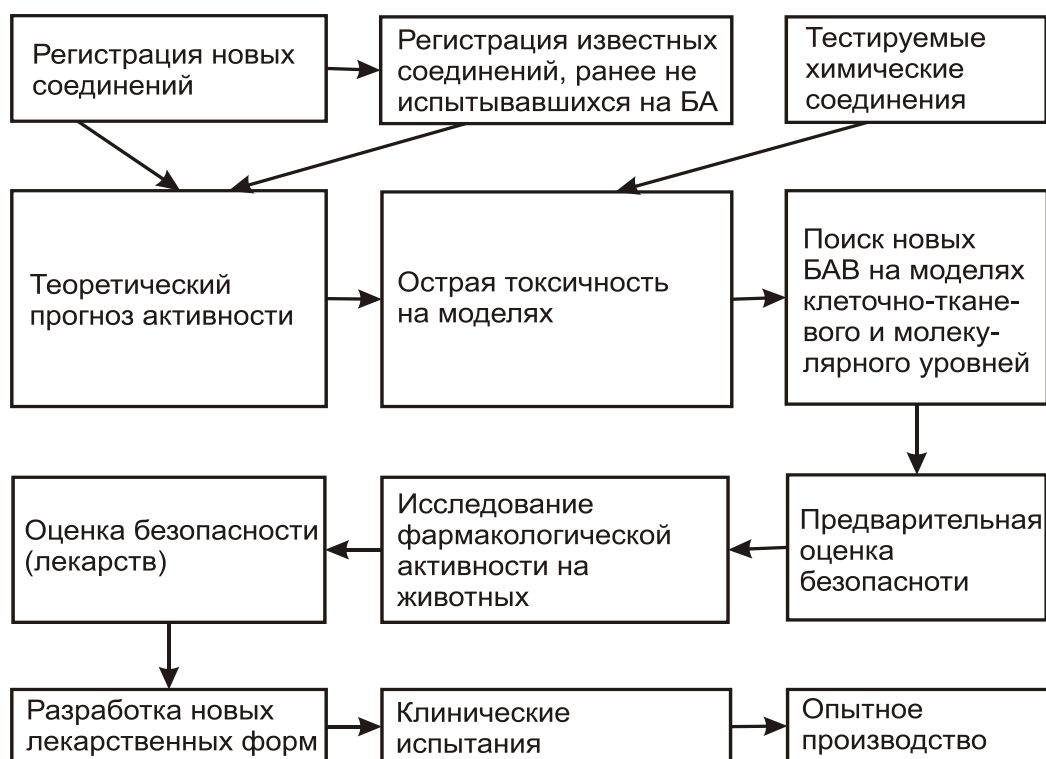 Регистрация новых
соединений
Регистрация известных
соединений, ранее не
испытывавшихся на БА
Тестируемые
химические
соединения
Теоретический
прогноз активности
Острая токсичность
на моделях
Поиск новых
БАВ на моделях
клеточно-ткане-
вого и молеку-
лярного уровней
Оценка безопасности
(лекарств)
Исследование
фармакологической
активности на
животных
Предварительная
оценка
безопасноти
Разработка новых
лекарственных форм
Клинические
испытания
Опытное
производство